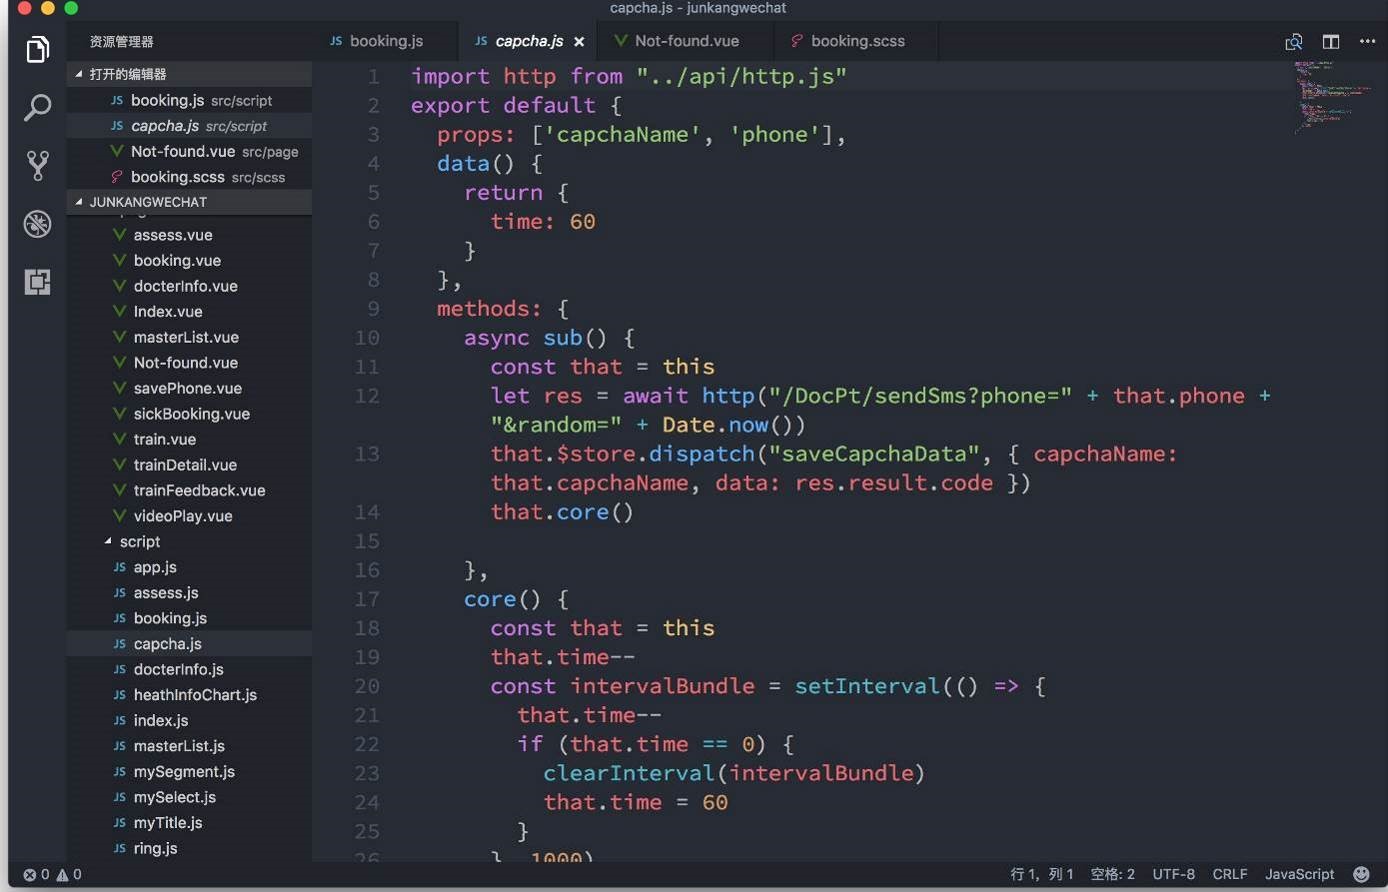 capcha.js - junkangwechat
资源管理器
打开的编辑器
JS booking.js src/script
JS capcha.js src/script
Not-found.vue src/page
booking.scss src/scss
JUNKANGWECHAT
assess.vue
booking.vue
docterInfo.vue
Index.vue
masterList.vue
Not-found.vue
savePhone.vue
sickBooking.vue
train.vue
trainDetail.vue
trainFeedback.vue
videoPlay.vue
script
JS app.js
JS assess.js
JS booking.js
JS capcha.js
JS docterInfo.js
JS heathInfoChart.js
JS index.js
JS masterList.js
JS mySegment.js
JS mySelect.js
JS myTitle.js
JS ring.js
JS booking.js JS capcha.js × Not-found.vue booking.scss
1 import http from "../api/http.js"
2 export default {
3 props: ['capchaName', 'phone'],
4 data() {
5 return {
6 time: 60
7 }
8 },
9 methods: {
10 async sub() {
11 const that = this
12 let res = await http("/DocPt/sendSms?phone=" + that.phone +
"&random=" + Date.now())
13 that.$store.dispatch("saveCapchaData", { capchaName:
that.capchaName, data: res.result.code })
14 that.core()
15
16 },
17 core() {
18 const that = this
19 that.time--
20 const intervalBundle = setInterval(() => {
21 that.time--
22 if (that.time == 0) {
23 clearInterval(intervalBundle)
24 that.time = 60
25 }
26 }, 1000)
0 0 行 1，列 1 空格: 2 UTF-8 CRLF JavaScript